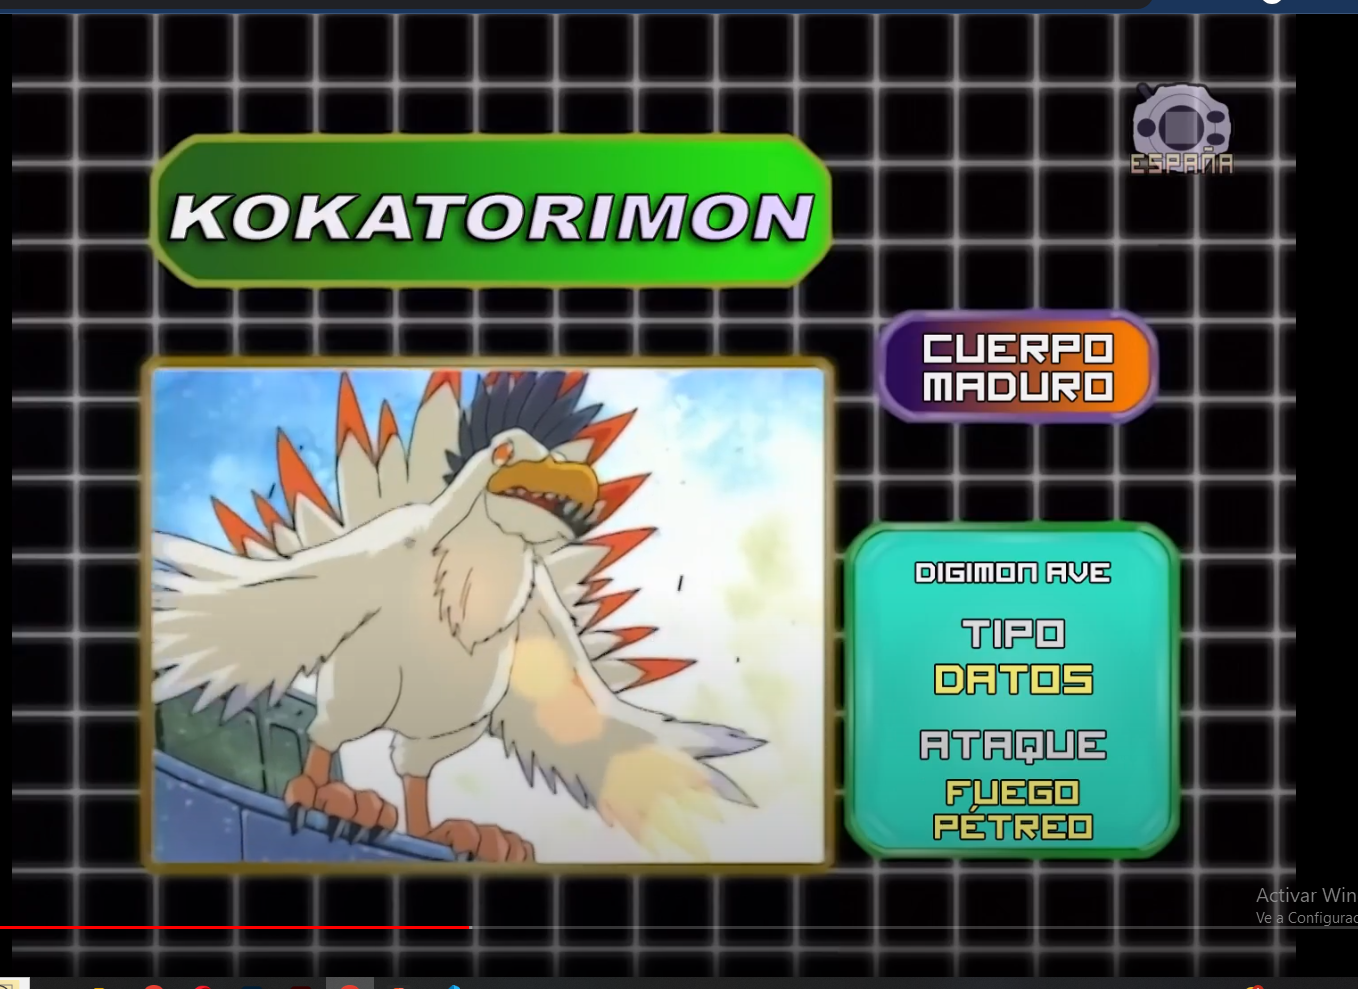 ESPAÑA
KOKATORIMON
CUERPO
MADURO
DIGIMON AVE
TIPO
DATOS
ATAQUE
FUEGO
PÉTREO
Activar Win
Ve a Configurac